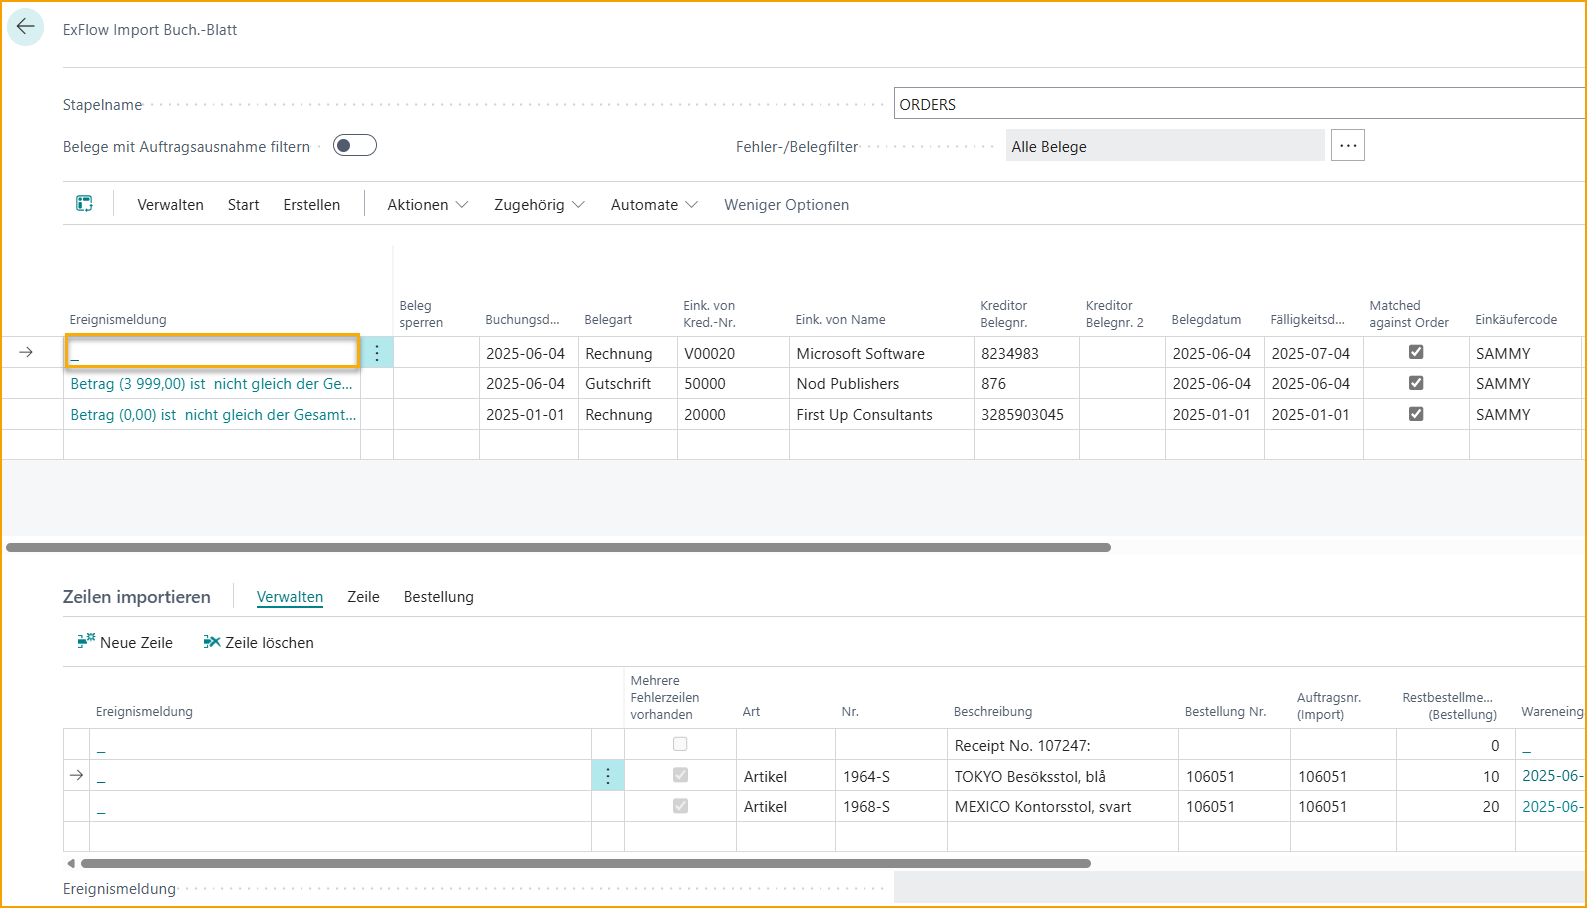 ExFlow Import Buch.-Blatt
Stapelname
ORDERS
Belege mit Auftragsausnahme filtern
Fehler-/Belegfilter
Alle Belege
Verwalten Start Erstellen Aktionen Zugehörig Automate Weniger Optionen
Ereignismeldung Beleg sperren Buchungsd... Belegart Eink. von Kred.-Nr. Eink. von Name Kreditor Belegnr. Kreditor Belegnr. 2 Belegdatum Fälligkeitsd... Matched against Order Einkäufercode
_ 2025-06-04 Rechnung V00020 Microsoft Software 8234983 2025-06-04 2025-07-04 SAMMY
Betrag (3 999,00) ist nicht gleich der Ge... 2025-06-04 Gutschrift 50000 Nod Publishers 876 2025-06-04 2025-06-04 SAMMY
Betrag (0,00) ist nicht gleich der Gesamt... 2025-01-01 Rechnung 20000 First Up Consultants 3285903045 2025-01-01 2025-01-01 SAMMY
Zeilen importieren Verwalten Zeile Bestellung
Neue Zeile Zeile löschen
Ereignismeldung Mehrere Fehlerzeilen vorhanden Art Nr. Beschreibung Bestellung Nr. Auftragsnr. (Import) Restbestellme... (Bestellung) Wareneing
_ Receipt No. 107247: 0 _
_ Artikel 1964-S TOKYO Besöksstol, blå 106051 106051 10 2025-06-
_ Artikel 1968-S MEXICO Kontorsstol, svart 106051 106051 20 2025-06-
Ereignismeldung